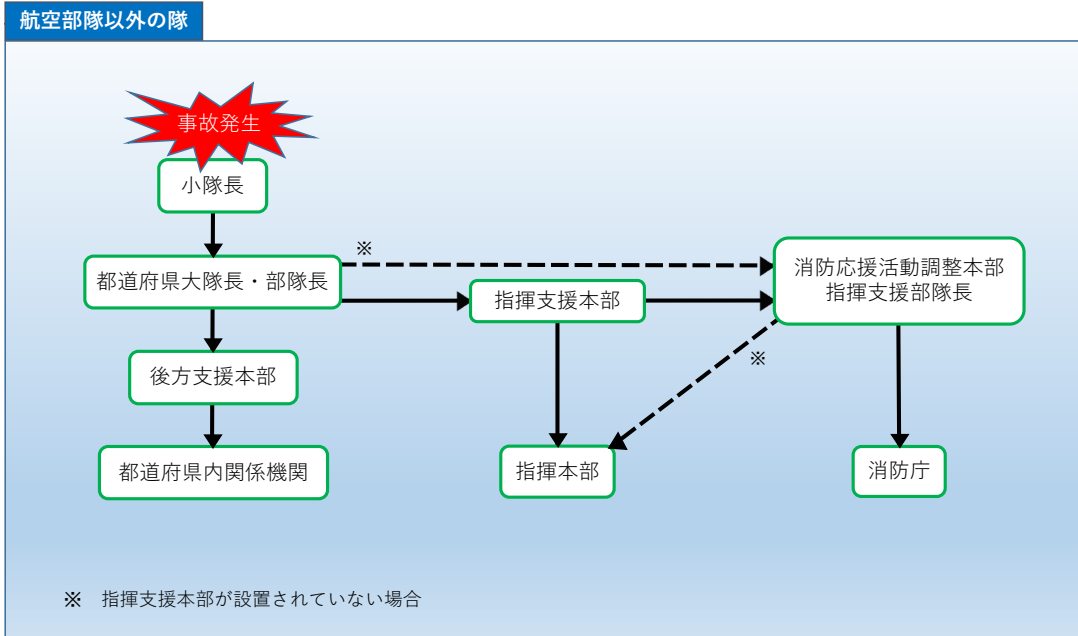 航空部隊以外の隊
事故発生
小隊長
※
都道府県大隊長・部隊長
指揮支援本部
消防応援活動調整本部
指揮支援部隊長
※
後方支援本部
都道府県内関係機関
指揮本部
消防庁
※ 指揮支援本部が設置されていない場合